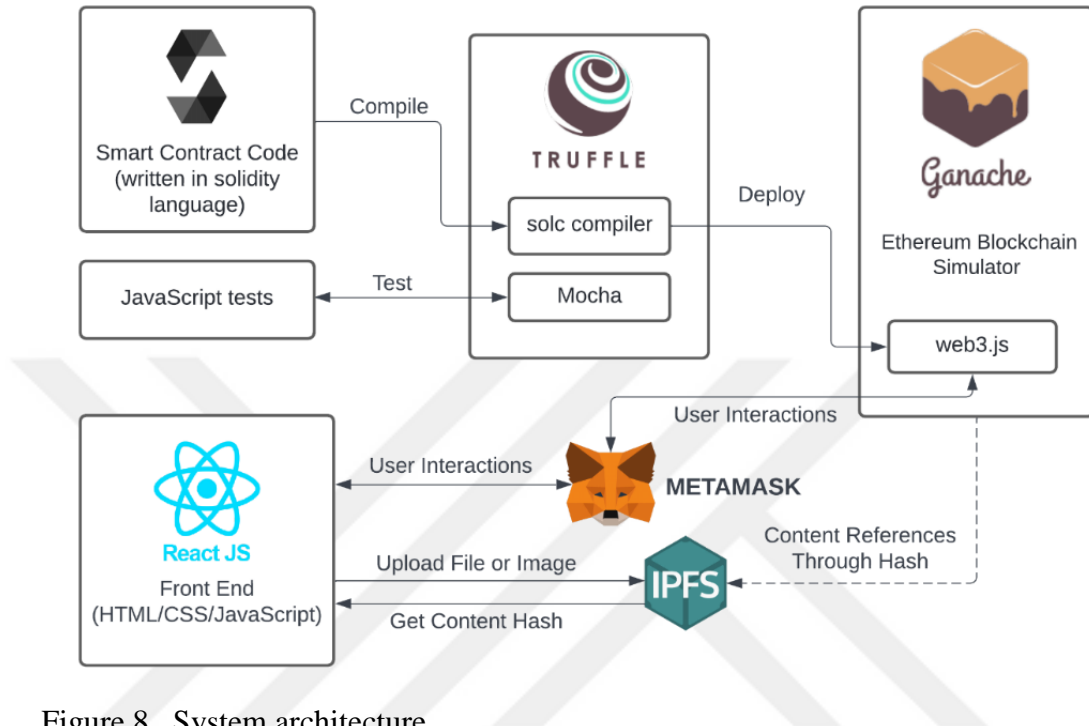 Smart Contract Code
(written in solidity
language)
Compile
TRUFFLE
solc compiler
Deploy
Ganache
Ethereum Blockchain
Simulator
JavaScript tests
Test
Mocha
web3.js
User Interactions
React JS
Front End
(HTML/CSS/JavaScript)
User Interactions
METAMASK
Upload File or Image
Get Content Hash
IPFS
Content References
Through Hash
Figure 8. System architecture